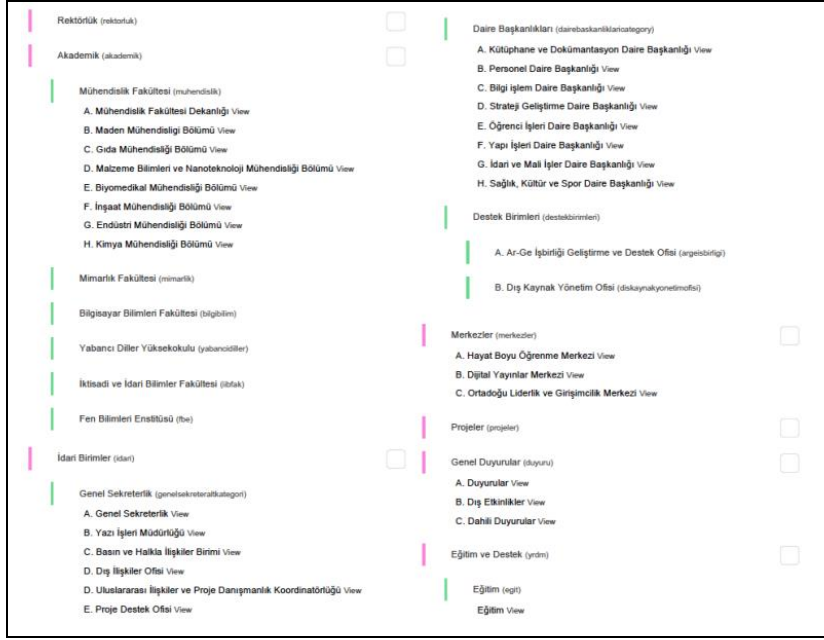 Rektörlük (rektorluk)
Akademik (akademik)
Mühendislik Fakültesi (muhendislik)
A. Mühendislik Fakültesi Dekanlığı View
B. Maden Mühendisligi Bölümü View
C. Gıda Mühendisliği Bölümü View
D. Malzeme Bilimleri ve Nanoteknoloji Mühendisliği Bölümü View
E. Biyomedikal Mühendisliği Bölümü View
F. İnşaat Mühendisliği Bölümü View
G. Endüstri Mühendisliği Bölümü View
H. Kimya Mühendisliği Bölümü View
Mimarlık Fakültesi (mimarlik)
Bilgisayar Bilimleri Fakültesi (bilgibilim)
Yabancı Diller Yüksekokulu (yabancidiller)
İktisadi ve İdari Bilimler Fakültesi (iibfak)
Fen Bilimleri Enstitüsü (fbe)
İdari Birimler (idari)
Genel Sekreterlik (genelsekreteraltkategori)
A. Genel Sekreterlik View
B. Yazı İşleri Müdürlüğü View
C. Basın ve Halkla İlişkiler Birimi View
D. Dış İlişkiler Ofisi View
D. Uluslararası İlişkiler ve Proje Danışmanlık Koordinatörlüğü View
E. Proje Destek Ofisi View
Daire Başkanlıkları (dairebaskanliklaricategory)
A. Kütüphane ve Dokümantasyon Daire Başkanlığı View
B. Personel Daire Başkanlığı View
C. Bilgi işlem Daire Başkanlığı View
D. Strateji Geliştirme Daire Başkanlığı View
E. Öğrenci İşleri Daire Başkanlığı View
F. Yapı İşleri Daire Başkanlığı View
G. İdari ve Mali İşler Daire Başkanlığı View
H. Sağlık, Kültür ve Spor Daire Başkanlığı View
Destek Birimleri (destekbirimleri)
A. Ar-Ge İşbirliği Geliştirme ve Destek Ofisi (argeisbirligi)
B. Dış Kaynak Yönetim Ofisi (diskaynakyonetimofisi)
Merkezler (merkezler)
A. Hayat Boyu Öğrenme Merkezi View
B. Dijital Yayınlar Merkezi View
C. Ortadoğu Liderlik ve Girişimcilik Merkezi View
Projeler (projeler)
Genel Duyurular (duyuru)
A. Duyurular View
B. Dış Etkinlikler View
C. Dahili Duyurular View
Eğitim ve Destek (yrdm)
Eğitim (egit)
Eğitim View